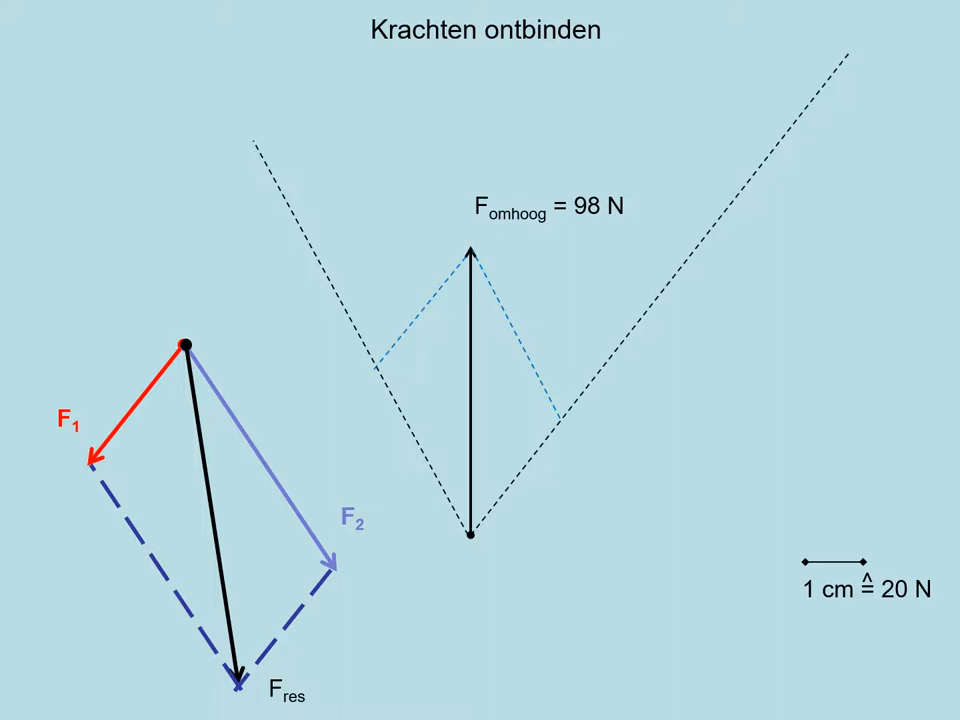 Krachten ontbinden
Fomhoog = 98 N
F1
F2
1 cm ≙ 20 N
Fres